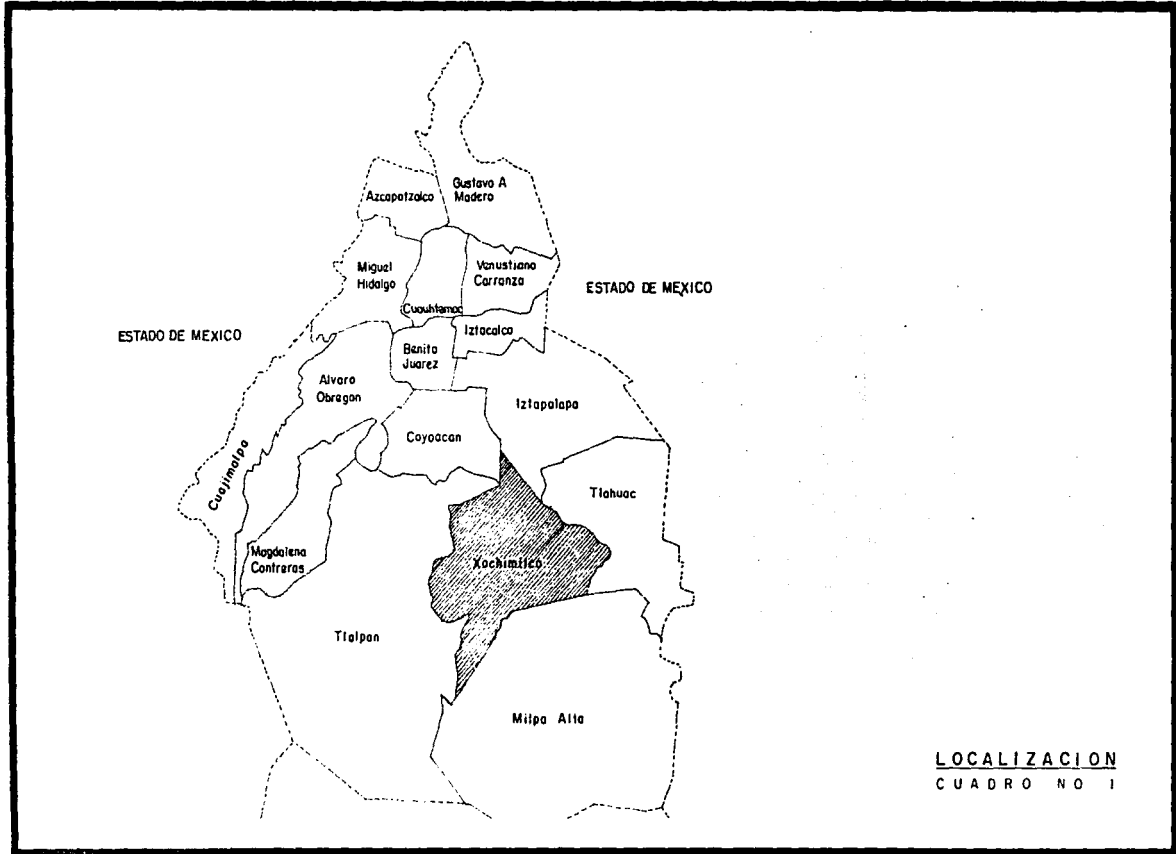 Gustavo A
Madero
Azcapotzalco
Miguel
Hidalgo
Venustiano
Carranza
ESTADO DE MEXICO
Cuauhtemoc
Iztacalco
ESTADO DE MEXICO
Benito
Juarez
Alvaro
Obregon
Iztapalapa
Coyoacan
Cuajimalpa
Tlahuac
Magdalena
Contreras
Xochimilco
Tlalpan
Milpa Alta
LOCALIZACION
CUADRO NO 1